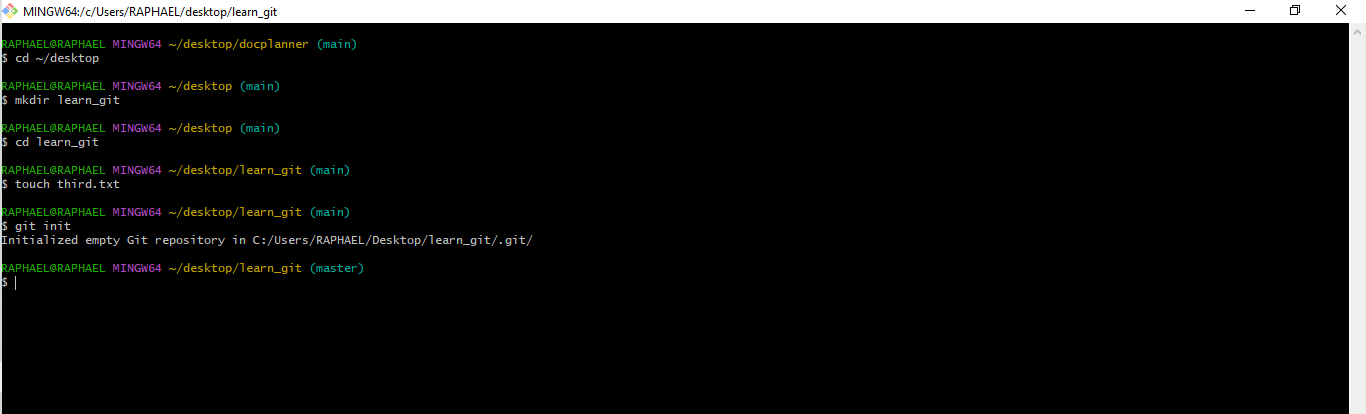 MINGW64:/c/Users/RAPHAEL/desktop/learn_git
RAPHAEL@RAPHAEL MINGW64 ~/desktop/docplanner (main)
$ cd ~/desktop
RAPHAEL@RAPHAEL MINGW64 ~/desktop (main)
$ mkdir learn_git
RAPHAEL@RAPHAEL MINGW64 ~/desktop (main)
$ cd learn_git
RAPHAEL@RAPHAEL MINGW64 ~/desktop/learn_git (main)
$ touch third.txt
RAPHAEL@RAPHAEL MINGW64 ~/desktop/learn_git (main)
$ git init
Initialized empty Git repository in C:/Users/RAPHAEL/Desktop/learn_git/.git/
RAPHAEL@RAPHAEL MINGW64 ~/desktop/learn_git (master)
$